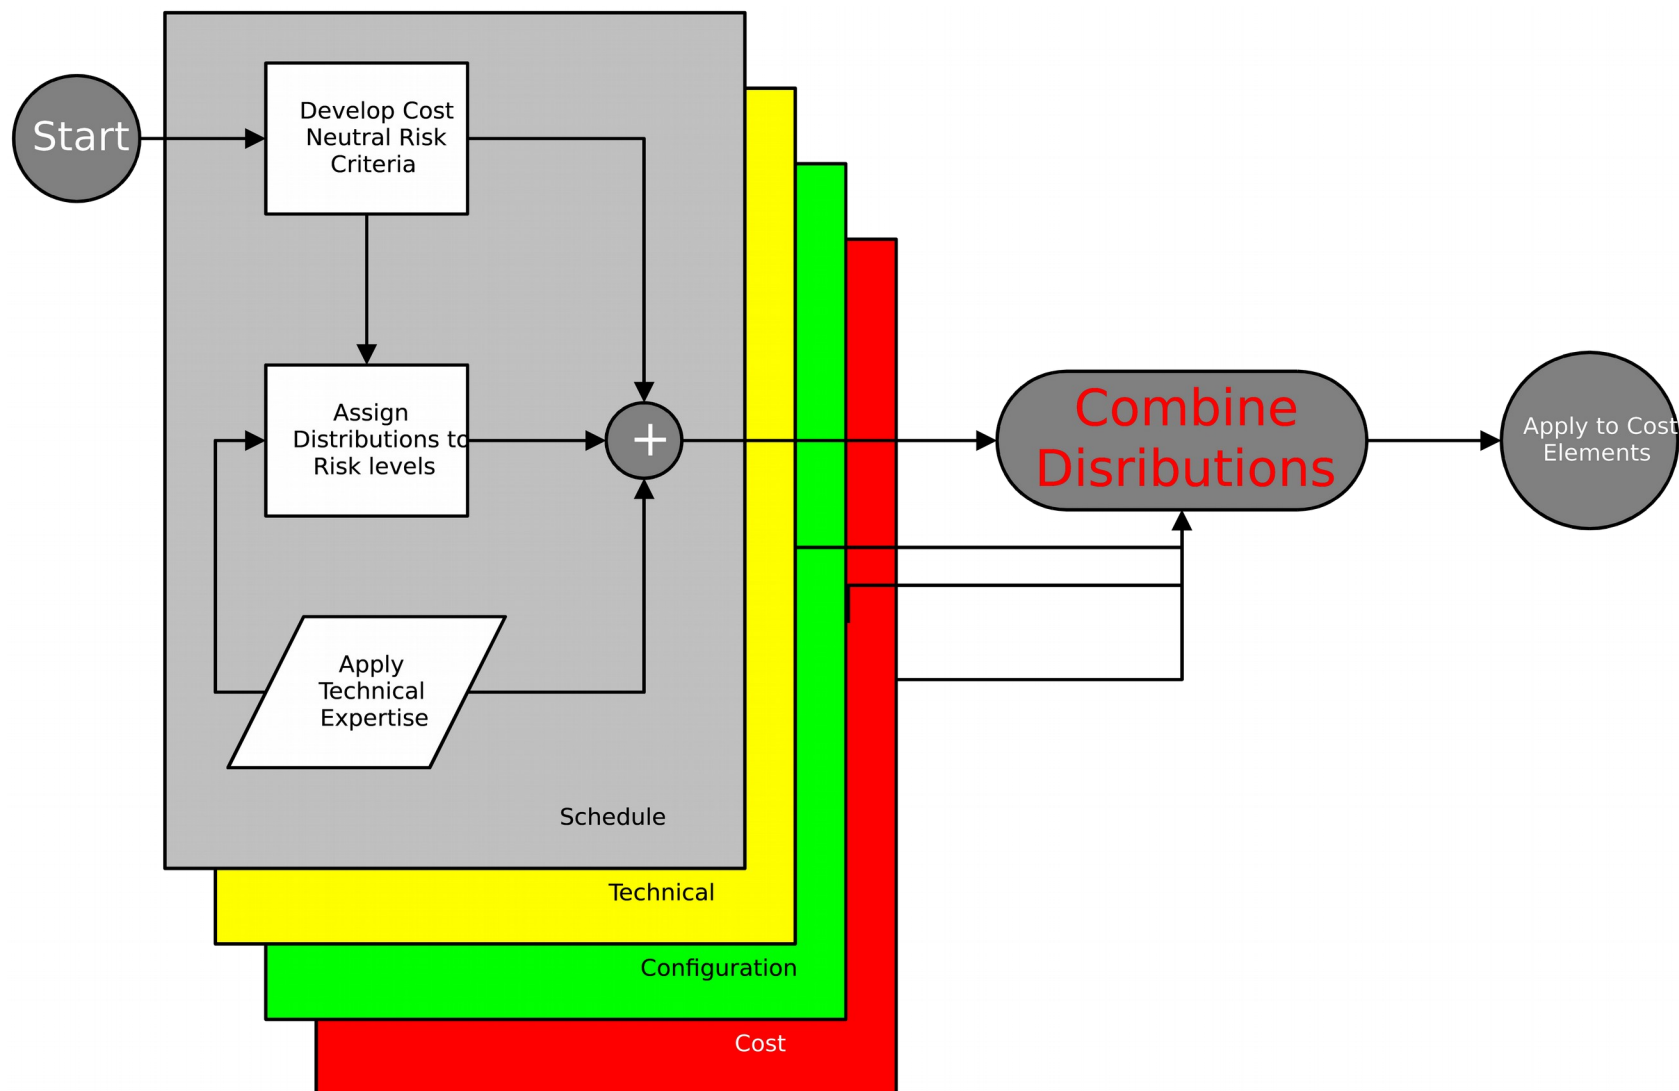 Start
Develop Cost
Neutral Risk
Criteria
Assign
Distributions to
Risk levels
+
Apply
Technical
Expertise
Schedule
Technical
Configuration
Cost
Combine
Disributions
Apply to Cost
Elements